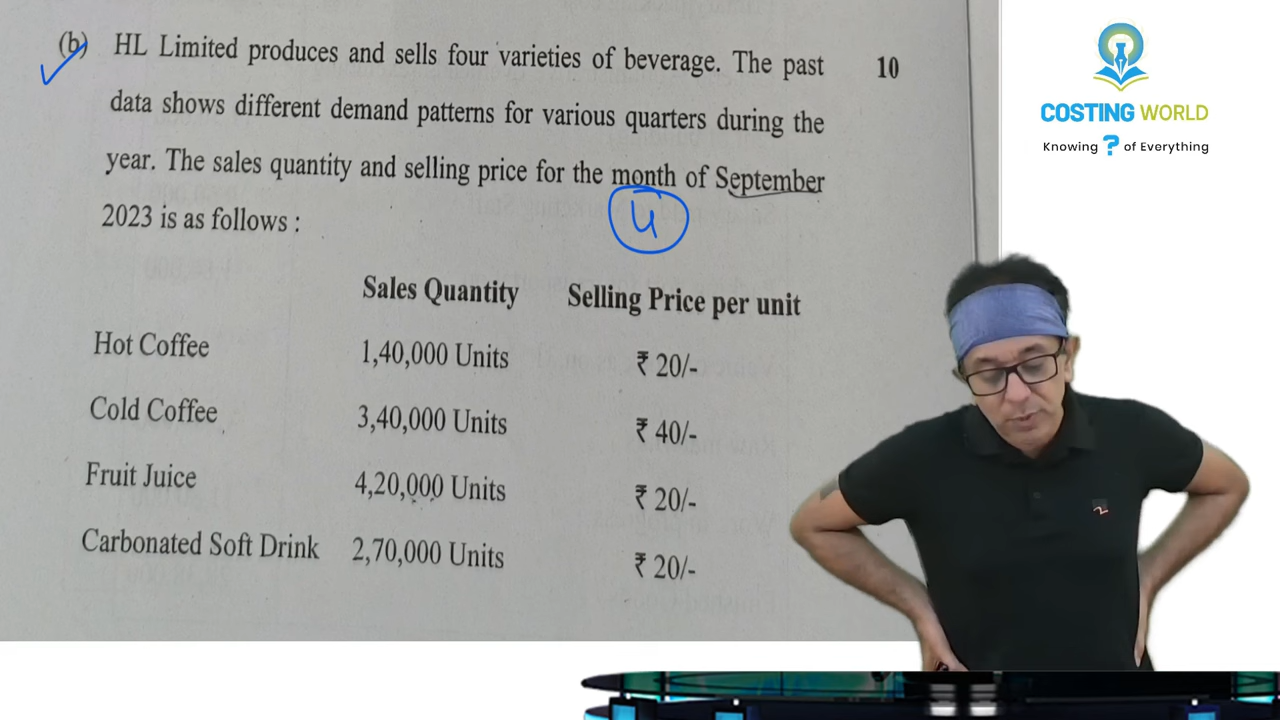 (b) HL Limited produces and sells four varieties of beverage. The past 10
data shows different demand patterns for various quarters during the
year. The sales quantity and selling price for the month of September
2023 is as follows :
4
Sales Quantity Selling Price per unit
Hot Coffee 1,40,000 Units ₹ 20/-
Cold Coffee 3,40,000 Units ₹ 40/-
Fruit Juice 4,20,000 Units ₹ 20/-
Carbonated Soft Drink 2,70,000 Units ₹ 20/-
COSTING WORLD
Knowing ? of Everything